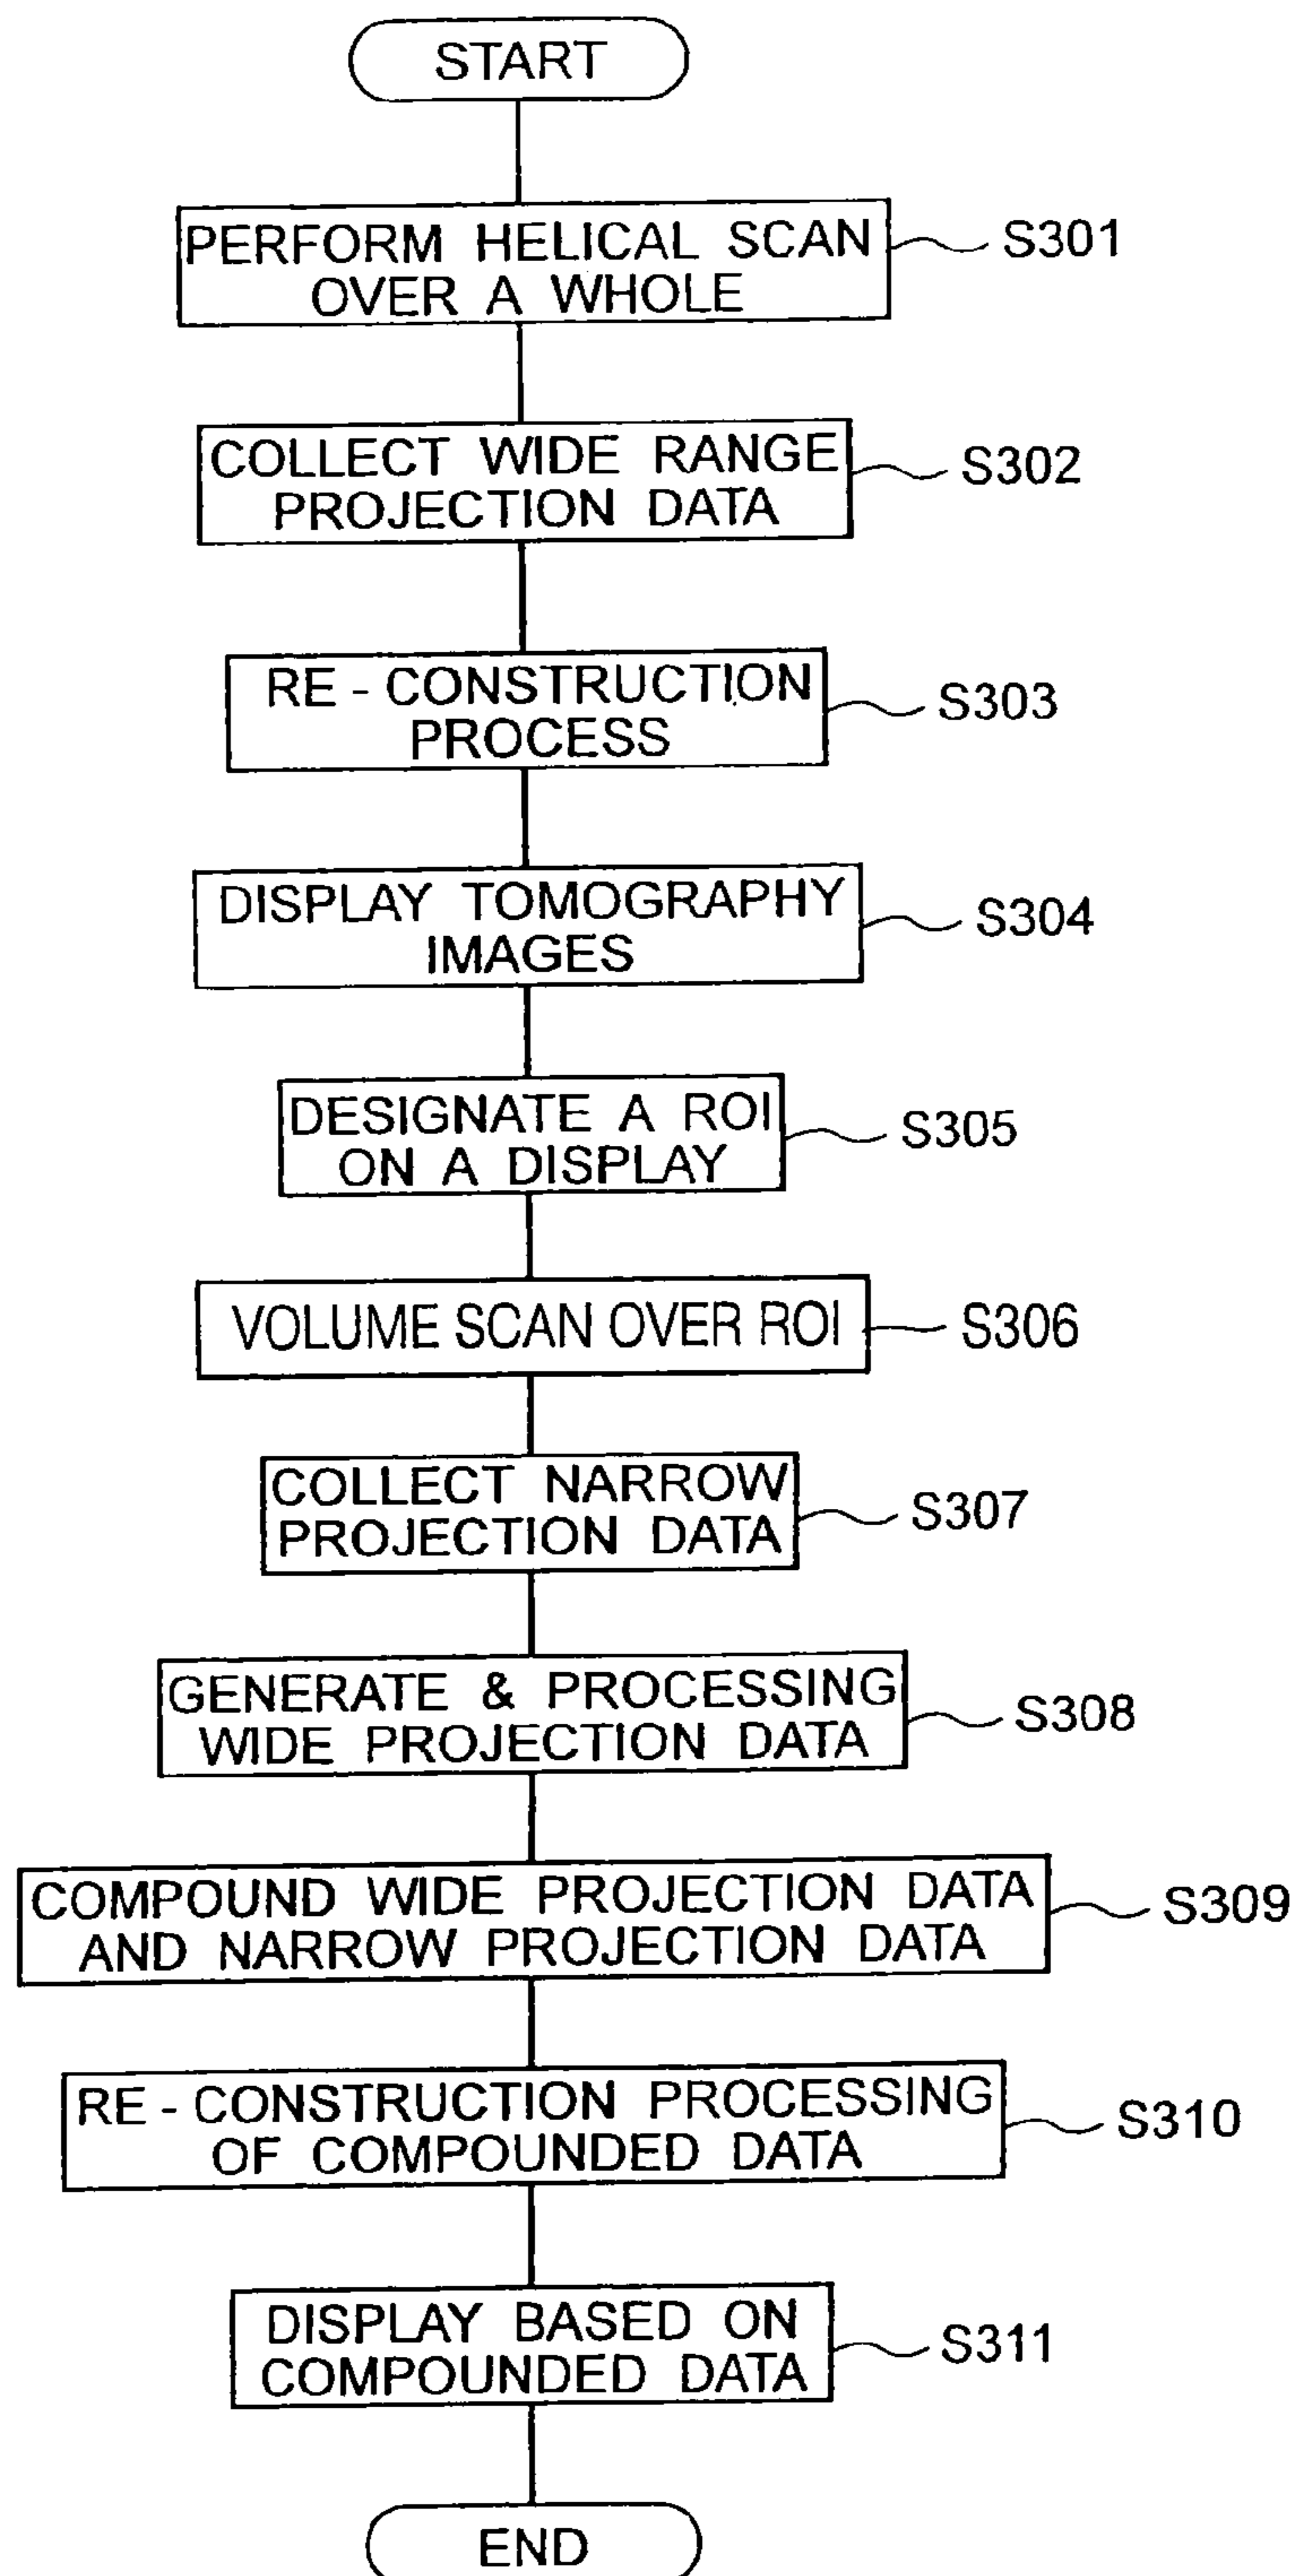 START
PERFORM HELICAL SCAN
OVER A WHOLE
S301
COLLECT WIDE RANGE
PROJECTION DATA
S302
RE - CONSTRUCTION
PROCESS
S303
DISPLAY TOMOGRAPHY
IMAGES
S304
DESIGNATE A ROI
ON A DISPLAY
S305
VOLUME SCAN OVER ROI
S306
COLLECT NARROW
PROJECTION DATA
S307
GENERATE & PROCESSING
WIDE PROJECTION DATA
S308
COMPOUND WIDE PROJECTION DATA
AND NARROW PROJECTION DATA
S309
RE - CONSTRUCTION PROCESSING
OF COMPOUNDED DATA
S310
DISPLAY BASED ON
COMPOUNDED DATA
S311
END